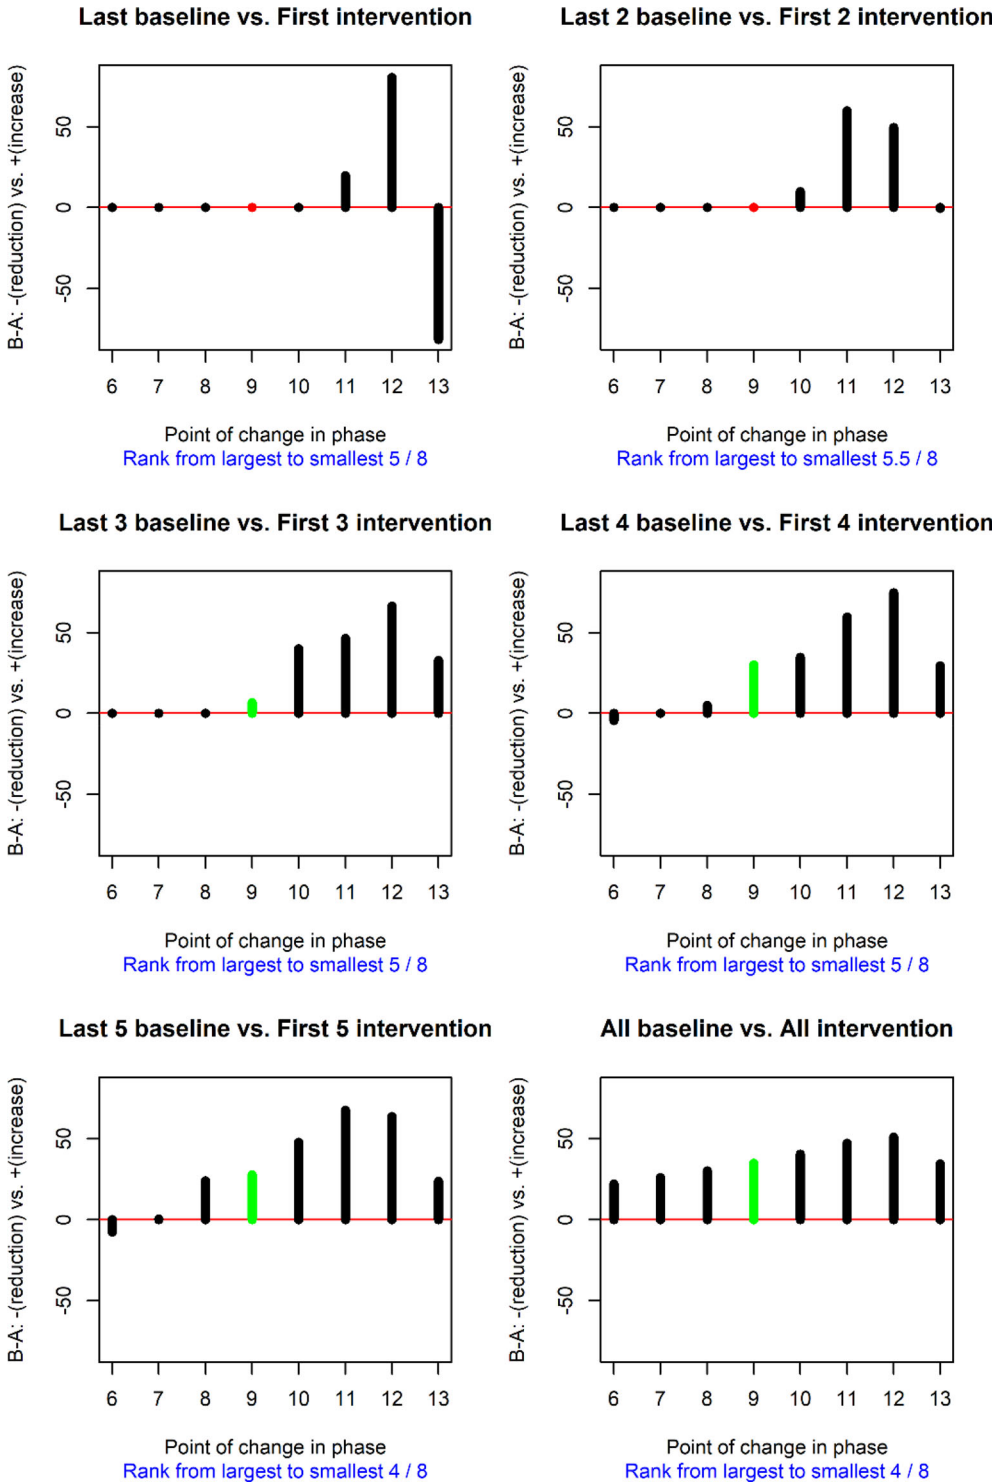 Last baseline vs. First intervention
B-A: -(reduction) vs. +(increase)
50
0
-50
6 7 8 9 10 11 12 13
Point of change in phase
Rank from largest to smallest 5 / 8
Last 2 baseline vs. First 2 intervention
B-A: -(reduction) vs. +(increase)
50
0
-50
6 7 8 9 10 11 12 13
Point of change in phase
Rank from largest to smallest 5.5 / 8
Last 3 baseline vs. First 3 intervention
B-A: -(reduction) vs. +(increase)
50
0
-50
6 7 8 9 10 11 12 13
Point of change in phase
Rank from largest to smallest 5 / 8
Last 4 baseline vs. First 4 intervention
B-A: -(reduction) vs. +(increase)
50
0
-50
6 7 8 9 10 11 12 13
Point of change in phase
Rank from largest to smallest 5 / 8
Last 5 baseline vs. First 5 intervention
B-A: -(reduction) vs. +(increase)
50
0
-50
6 7 8 9 10 11 12 13
Point of change in phase
Rank from largest to smallest 4 / 8
All baseline vs. All intervention
B-A: -(reduction) vs. +(increase)
50
0
-50
6 7 8 9 10 11 12 13
Point of change in phase
Rank from largest to smallest 4 / 8